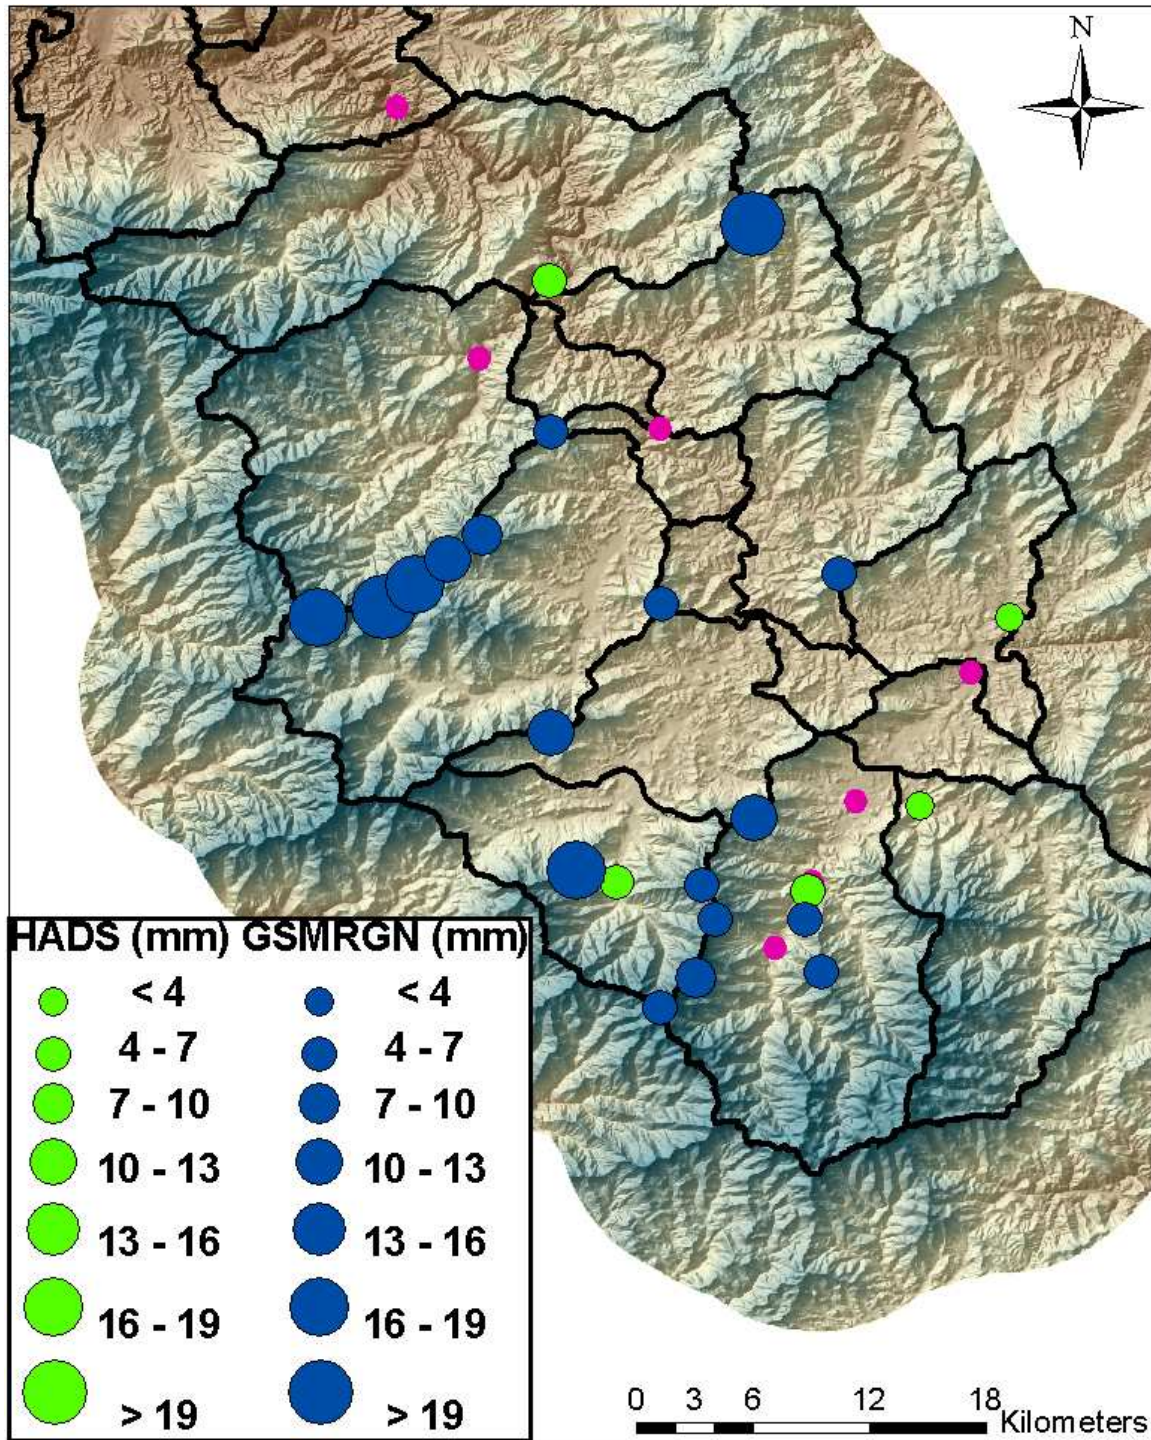 N
HADS (mm) GSMRGN (mm)
< 4 < 4
4 - 7 4 - 7
7 - 10 7 - 10
10 - 13 10 - 13
13 - 16 13 - 16
16 - 19 16 - 19
> 19 > 19
0 3 6 12 18
Kilometers